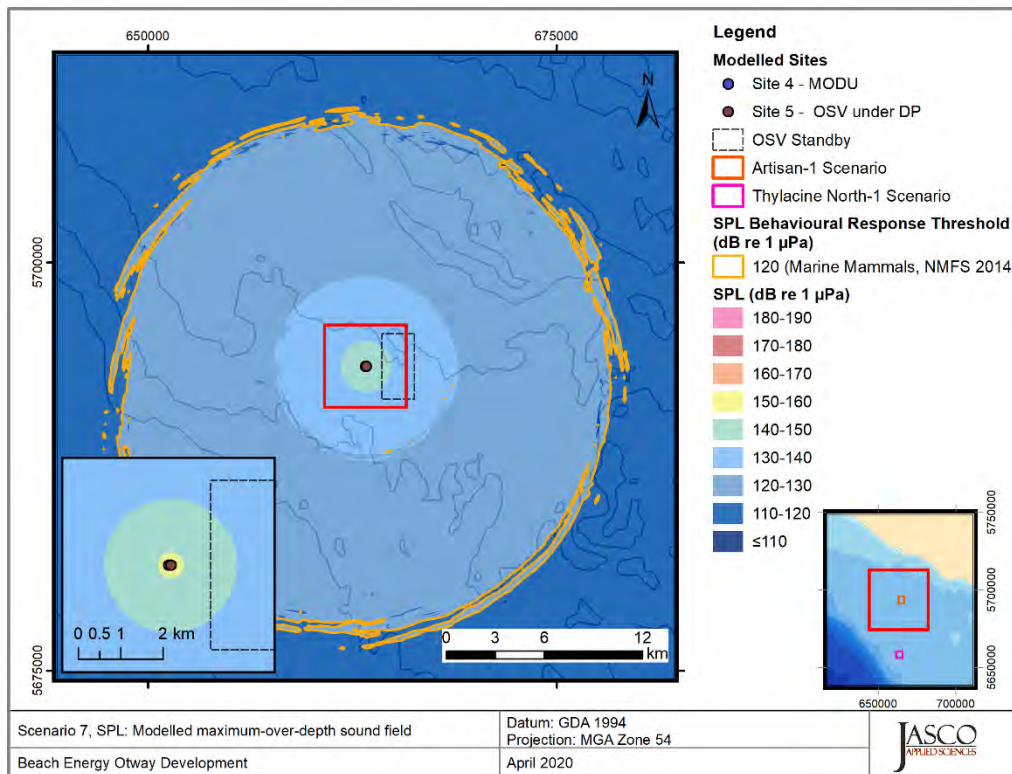 650000
675000
5700000
5675000
N
0 0.5 1 2 km
0 3 6 12
km
Legend
Modelled Sites
Site 4 - MODU
Site 5 - OSV under DP
OSV Standby
Artisan-1 Scenario
Thylacine North-1 Scenario
SPL Behavioural Response Threshold
(dB re 1 µPa)
120 (Marine Mammals, NMFS 2014
SPL (dB re 1 µPa)
180-190
170-180
160-170
150-160
140-150
130-140
120-130
110-120
≤110
5750000
5700000
5650000
650000 700000
Scenario 7, SPL: Modelled maximum-over-depth sound field
Datum: GDA 1994
Projection: MGA Zone 54
Beach Energy Otway Development
April 2020
JASCO
APPLIED SCIENCES